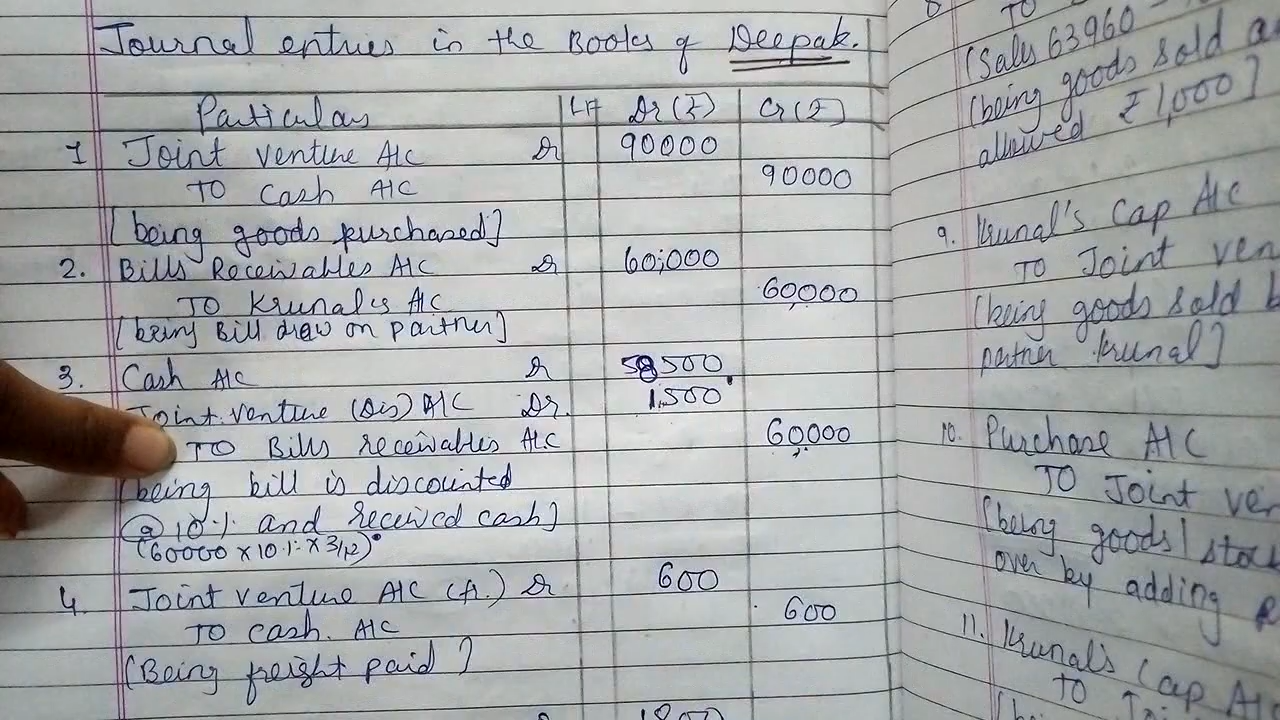 Journal entries in the Books of Deepak.
Particulars LF Dr (₹) Cr (₹)
1 Joint venture A/C Dr 90000
TO Cash A/C 90000
[being goods purchased]
2. Bills Receivables A/C Dr 60,000
TO Krunal's A/C 60,000
[being Bill draw on partner]
3. Cash A/C Dr 58500
Joint venture (Dis) A/C Dr. 1,500
TO Bills receivables A/C 60,000
[being bill is discounted
@ 10% and received cash]
(60000 x 10% x 3/12)
4. Joint venture A/C (f.) Dr 600
TO cash. A/C 600
(Being freight paid]
8 TO
(Sales 63960 -
(being goods sold
allowed ₹ 1,000]
9. Krunal's Cap A/C
TO Joint ven
[being goods sold
partner Krunal]
10. Purchase A/C
TO Joint ven
[being goods/stock
over by adding
11. Krunal's Cap A/C
TO